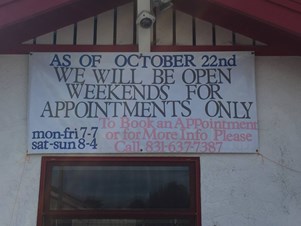 AS OF OCTOBER 22nd
WE WILL BE OPEN
WEEKENDS FOR
APPOINTMENTS ONLY
To Book an APPointment
mon-fri 7-7 or for More Info Please
sat-sun 8-4 Call 831-637-7387